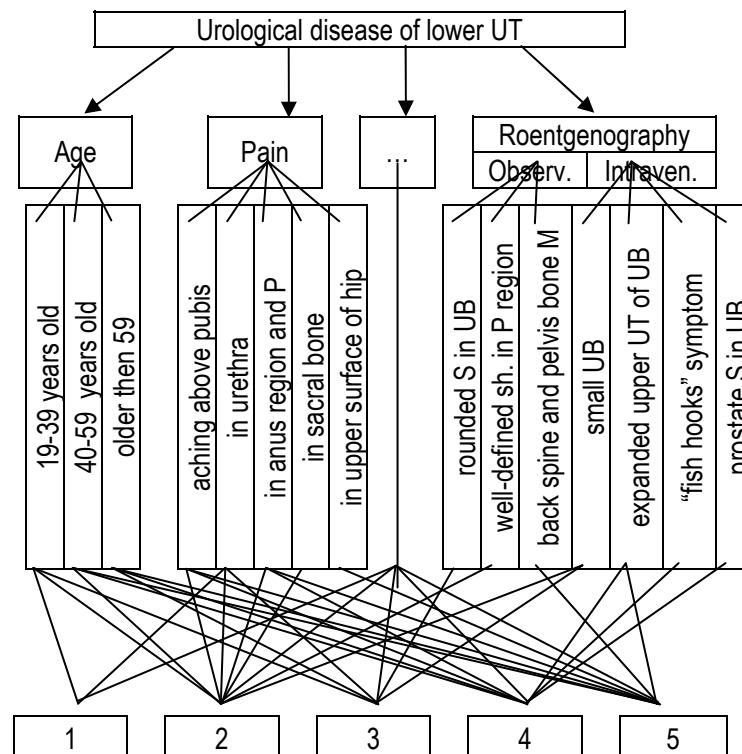 Urological disease of lower UT
Age
Pain
...
Roentgenography
Observ.
Intraven.
19-39 years old
40-59 years old
older then 59
aching above pubis
in urethra
in anus region and P
in sacral bone
in upper surface of hip
rounded S in UB
well-defined sh. in P region
back spine and pelvis bone M
small UB
expanded upper UT of UB
“fish hooks” symptom
prostate S in UB
1
2
3
4
5